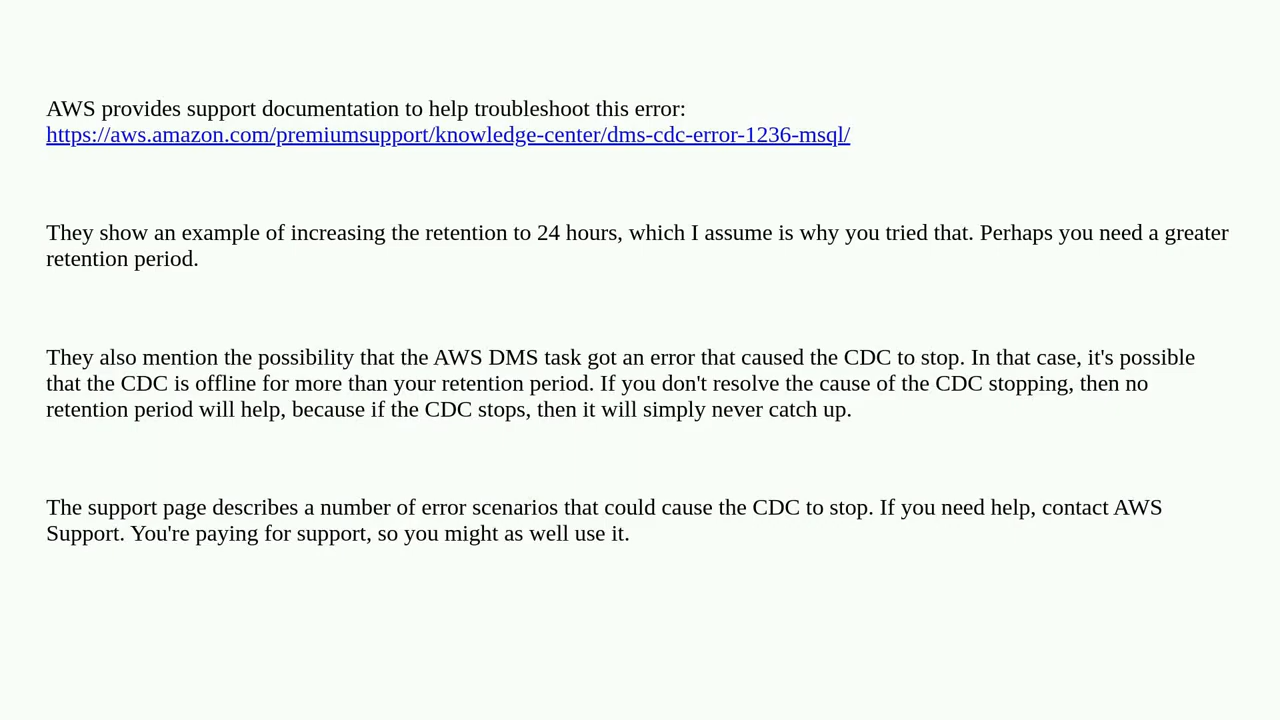 AWS provides support documentation to help troubleshoot this error:
https://aws.amazon.com/premiumsupport/knowledge-center/dms-cdc-error-1236-msql/
They show an example of increasing the retention to 24 hours, which I assume is why you tried that. Perhaps you need a greater
retention period.
They also mention the possibility that the AWS DMS task got an error that caused the CDC to stop. In that case, it's possible
that the CDC is offline for more than your retention period. If you don't resolve the cause of the CDC stopping, then no
retention period will help, because if the CDC stops, then it will simply never catch up.
The support page describes a number of error scenarios that could cause the CDC to stop. If you need help, contact AWS
Support. You're paying for support, so you might as well use it.